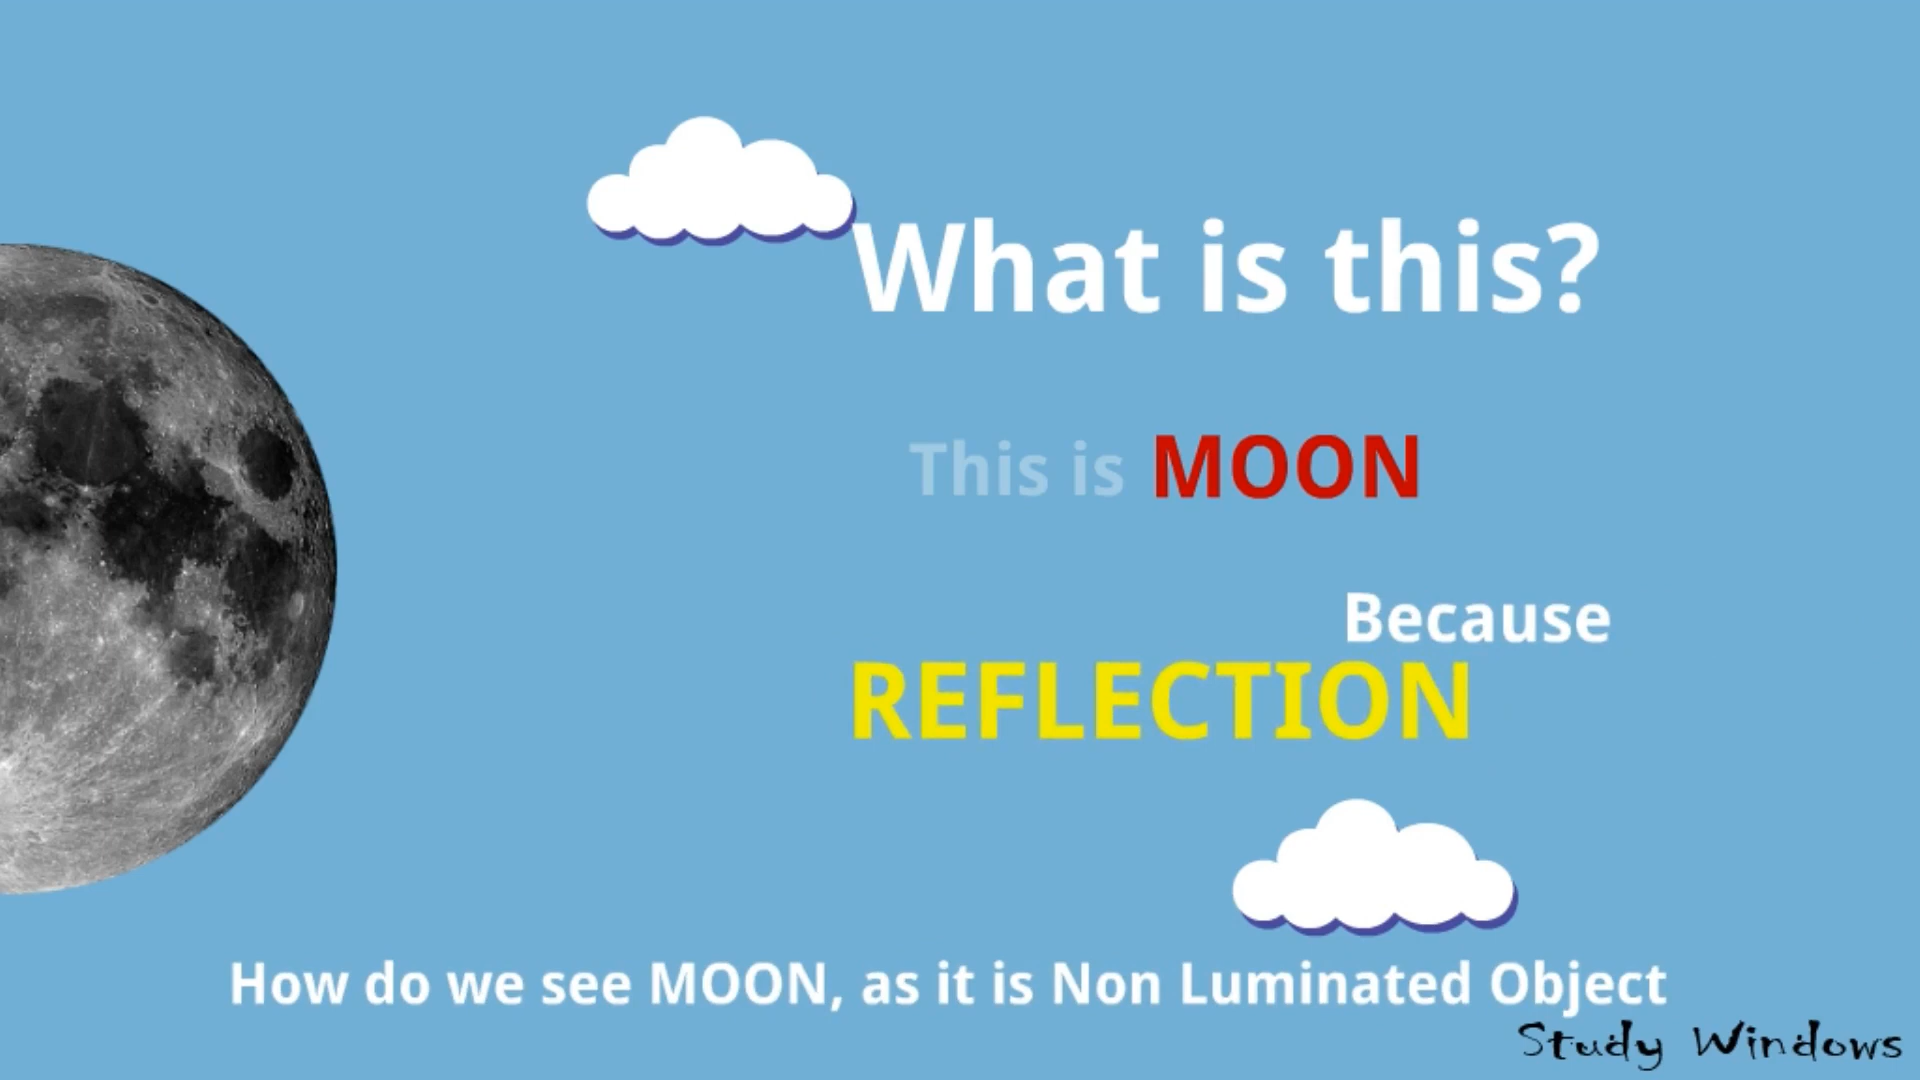 What is this?
This is MOON
Because
REFLECTION
How do we see MOON, as it is Non Luminated Object
Study Windows